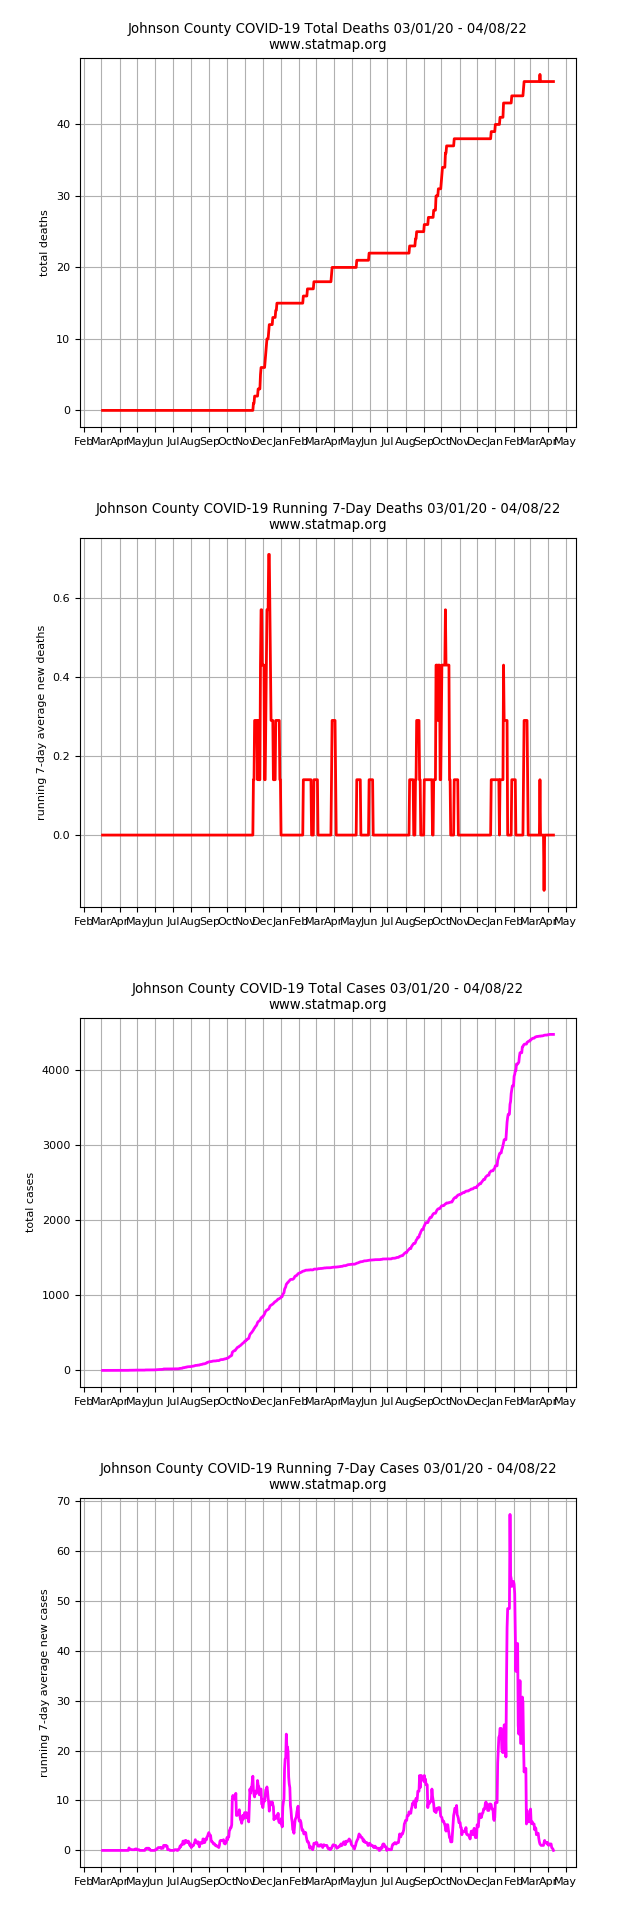 Johnson County COVID-19 Total Deaths 03/01/20 - 04/08/22
www.statmap.org
40
30
20
10
0
total deaths
Feb Mar Apr May Jun Jul Aug Sep Oct Nov Dec Jan Feb Mar Apr May Jun Jul Aug Sep Oct Nov Dec Jan Feb Mar Apr May
Johnson County COVID-19 Running 7-Day Deaths 03/01/20 - 04/08/22
www.statmap.org
0.6
0.4
0.2
0.0
running 7-day average new deaths
Feb Mar Apr May Jun Jul Aug Sep Oct Nov Dec Jan Feb Mar Apr May Jun Jul Aug Sep Oct Nov Dec Jan Feb Mar Apr May
Johnson County COVID-19 Total Cases 03/01/20 - 04/08/22
www.statmap.org
4000
3000
2000
1000
0
total cases
Feb Mar Apr May Jun Jul Aug Sep Oct Nov Dec Jan Feb Mar Apr May Jun Jul Aug Sep Oct Nov Dec Jan Feb Mar Apr May
Johnson County COVID-19 Running 7-Day Cases 03/01/20 - 04/08/22
www.statmap.org
70
60
50
40
30
20
10
0
running 7-day average new cases
Feb Mar Apr May Jun Jul Aug Sep Oct Nov Dec Jan Feb Mar Apr May Jun Jul Aug Sep Oct Nov Dec Jan Feb Mar Apr May